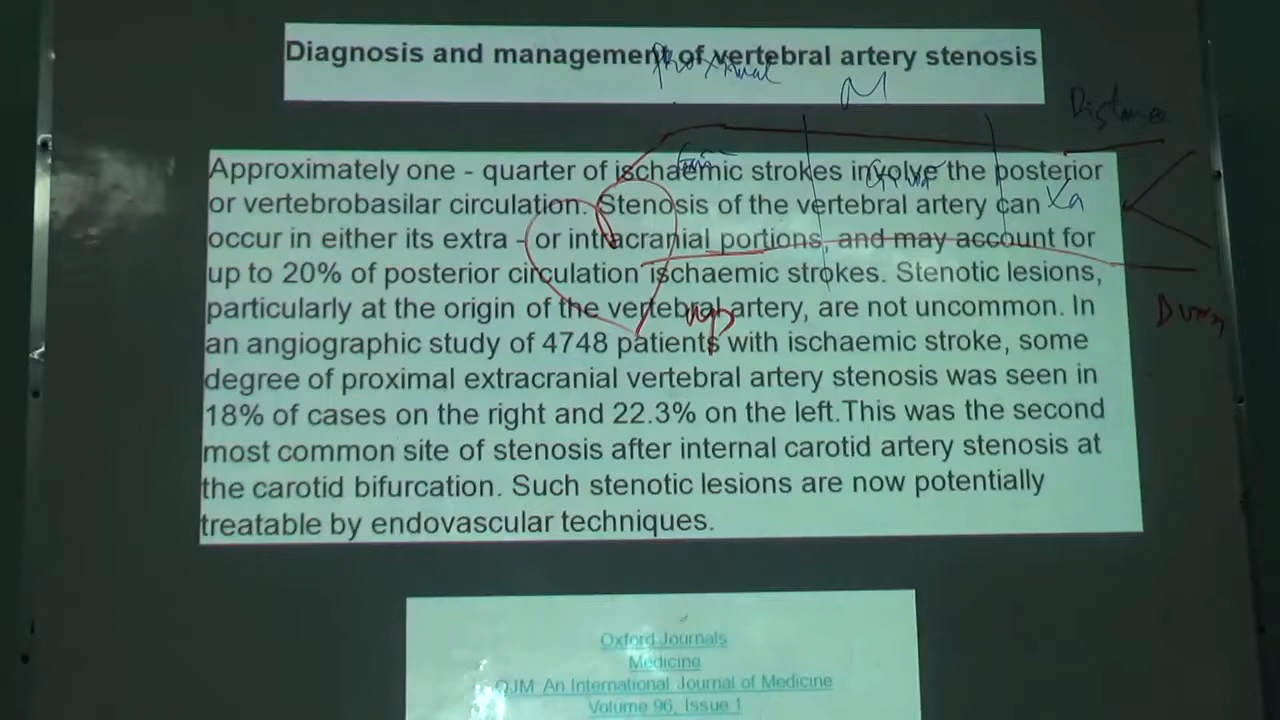 Diagnosis and management of vertebral artery stenosis
Proximal
M
Distance
Approximately one - quarter of ischaemic strokes involve the posterior
or vertebrobasilar circulation. Stenosis of the vertebral artery can
occur in either its extra - or intracranial portions, and may account for
up to 20% of posterior circulation ischaemic strokes. Stenotic lesions,
particularly at the origin of the vertebral artery, are not uncommon. In
an angiographic study of 4748 patients with ischaemic stroke, some
degree of proximal extracranial vertebral artery stenosis was seen in
18% of cases on the right and 22.3% on the left.This was the second
most common site of stenosis after internal carotid artery stenosis at
the carotid bifurcation. Such stenotic lesions are now potentially
treatable by endovascular techniques.
Oxford Journals
Medicine
QJM: An International Journal of Medicine
Volume 96, Issue 1